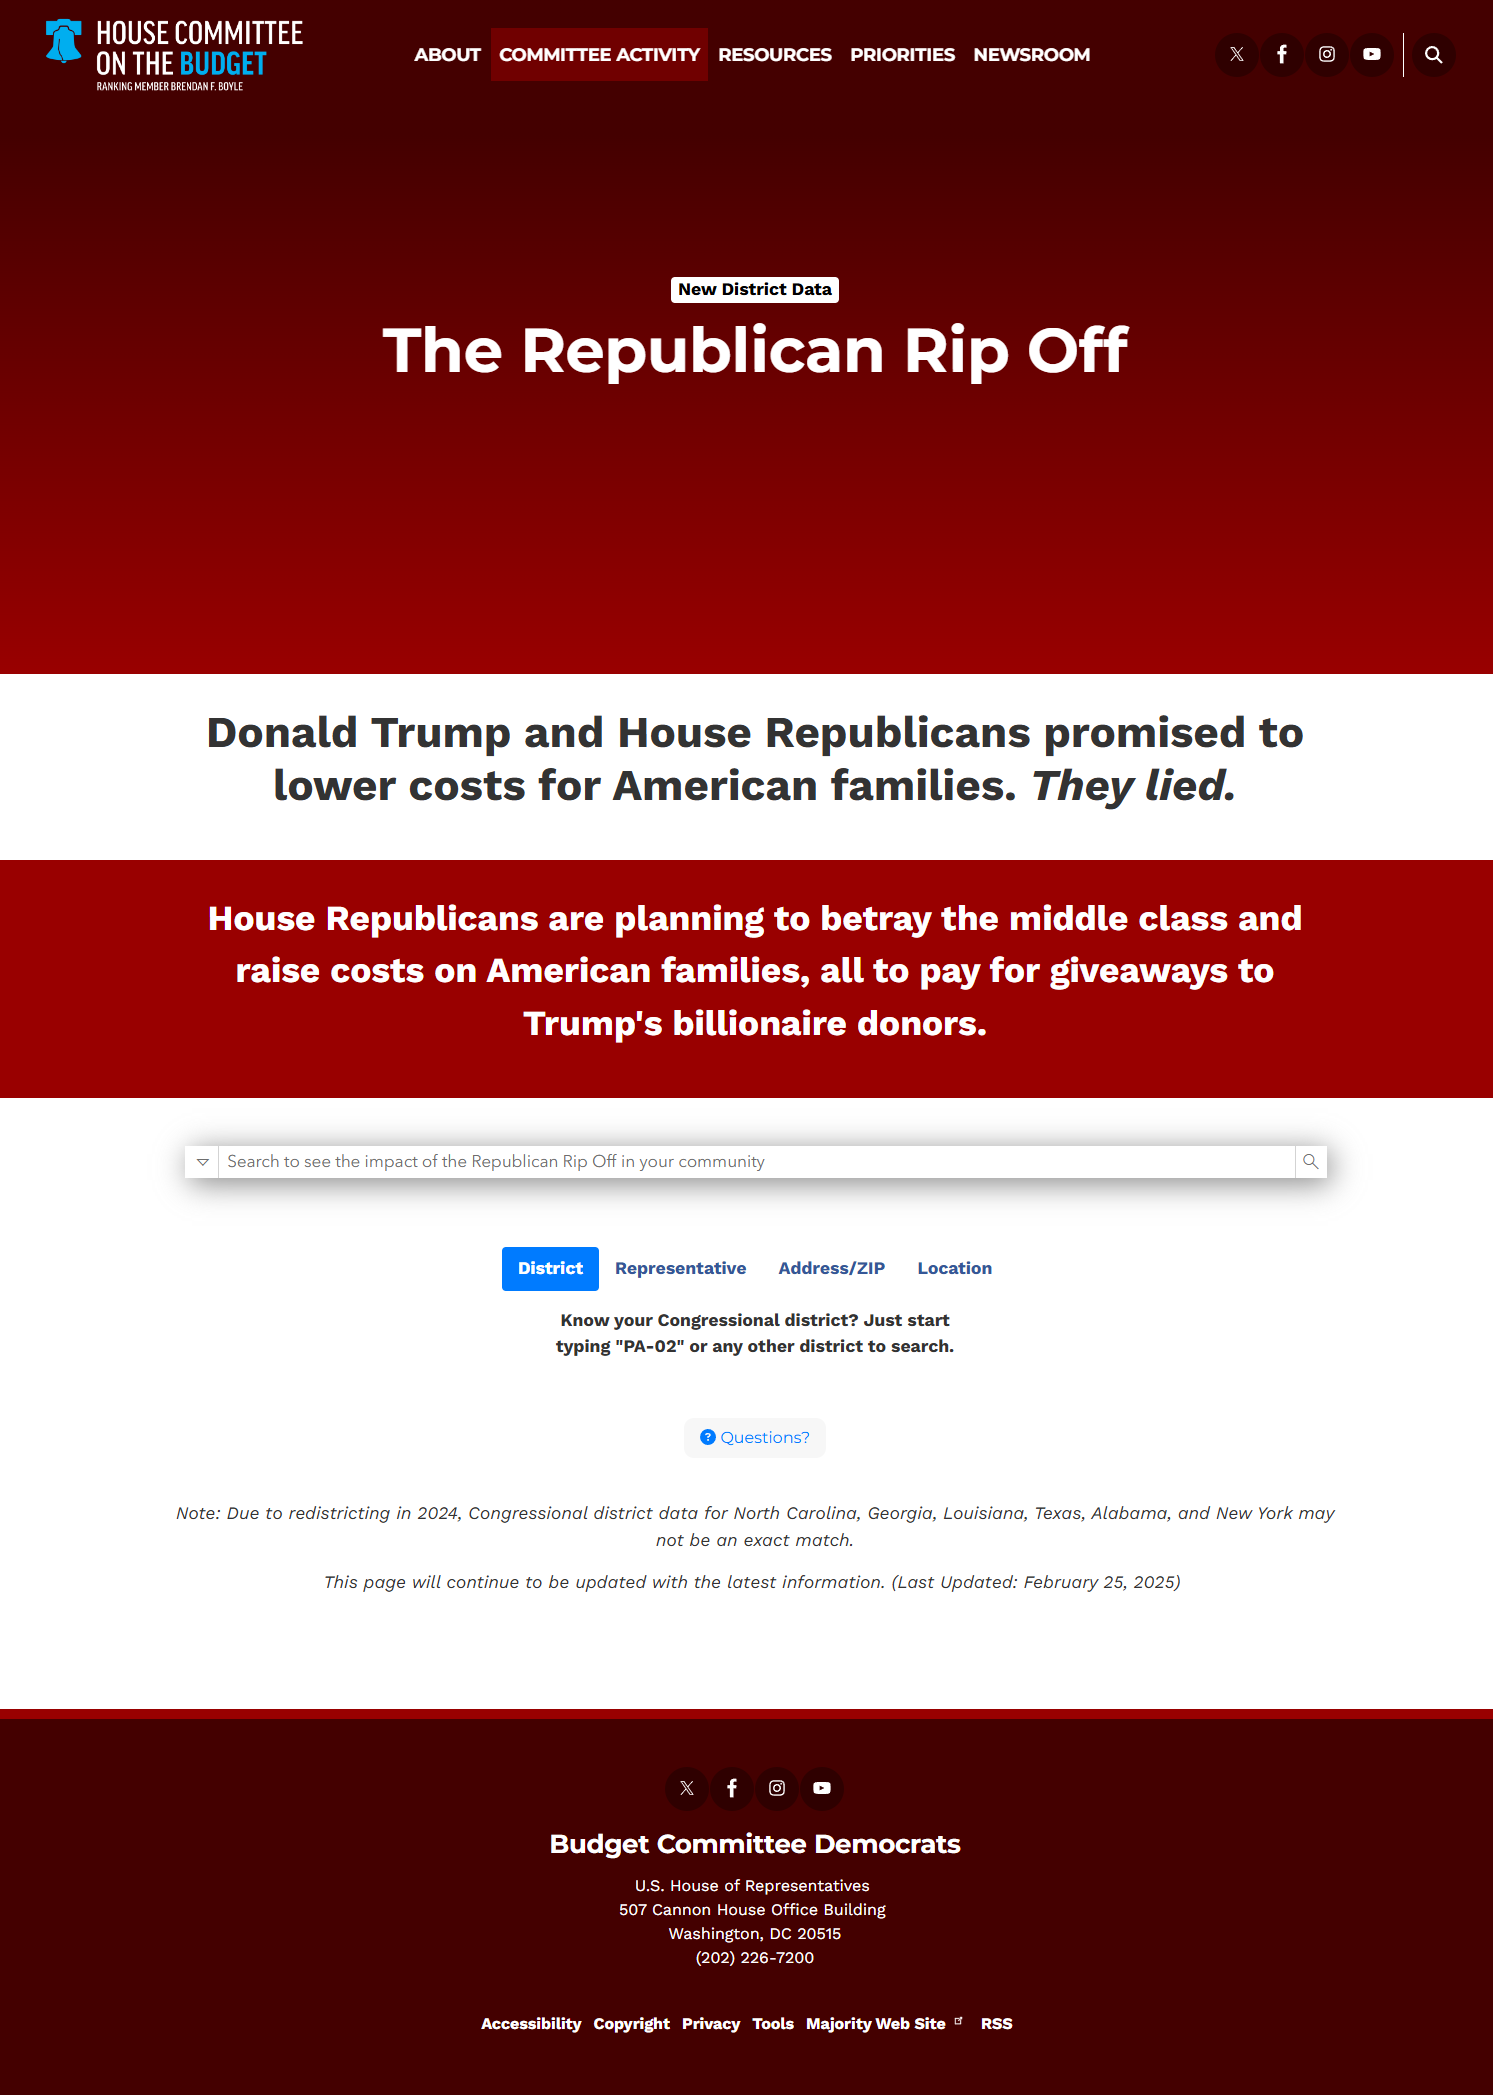 HOUSE COMMITTEE
ON THE BUDGET
RANKING MEMBER BRENDAN F. BOYLE
ABOUT COMMITTEE ACTIVITY RESOURCES PRIORITIES NEWSROOM
New District Data
The Republican Rip Off
Donald Trump and House Republicans promised to
lower costs for American families. They lied.
House Republicans are planning to betray the middle class and
raise costs on American families, all to pay for giveaways to
Trump's billionaire donors.
Search to see the impact of the Republican Rip Off in your community
District Representative Address/ZIP Location
Know your Congressional district? Just start
typing "PA-02" or any other district to search.
Questions?
Note: Due to redistricting in 2024, Congressional district data for North Carolina, Georgia, Louisiana, Texas, Alabama, and New York may
not be an exact match.
This page will continue to be updated with the latest information. (Last Updated: February 25, 2025)
Budget Committee Democrats
U.S. House of Representatives
507 Cannon House Office Building
Washington, DC 20515
(202) 226-7200
Accessibility Copyright Privacy Tools Majority Web Site RSS